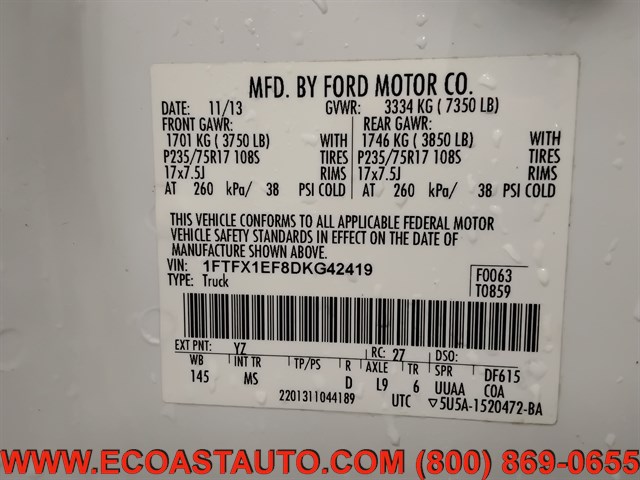 MFD. BY FORD MOTOR CO.
DATE: 11/13 GVWR: 3334 KG ( 7350 LB)
FRONT GAWR: REAR GAWR:
1701 KG ( 3750 LB) WITH 1746 KG ( 3850 LB) WITH
P235/75R17 108S TIRES P235/75R17 108S TIRES
17x7.5J RIMS 17x7.5J RIMS
AT 260 kPa/ 38 PSI COLD AT 260 kPa/ 38 PSI COLD
THIS VEHICLE CONFORMS TO ALL APPLICABLE FEDERAL MOTOR
VEHICLE SAFETY STANDARDS IN EFFECT ON THE DATE OF
MANUFACTURE SHOWN ABOVE.
VIN: 1FTFX1EF8DKG42419 F0063
TYPE: Truck T0859
EXT PNT: YZ RC: 27 DSO:
WB INT TR TP/PS R AXLE TR SPR DF615
145 MS D L9 6 UUAA COA
2201311044189 UTC ▽5U5A-1520472-BA
WWW.ECOASTAUTO.COM (800) 869-0655